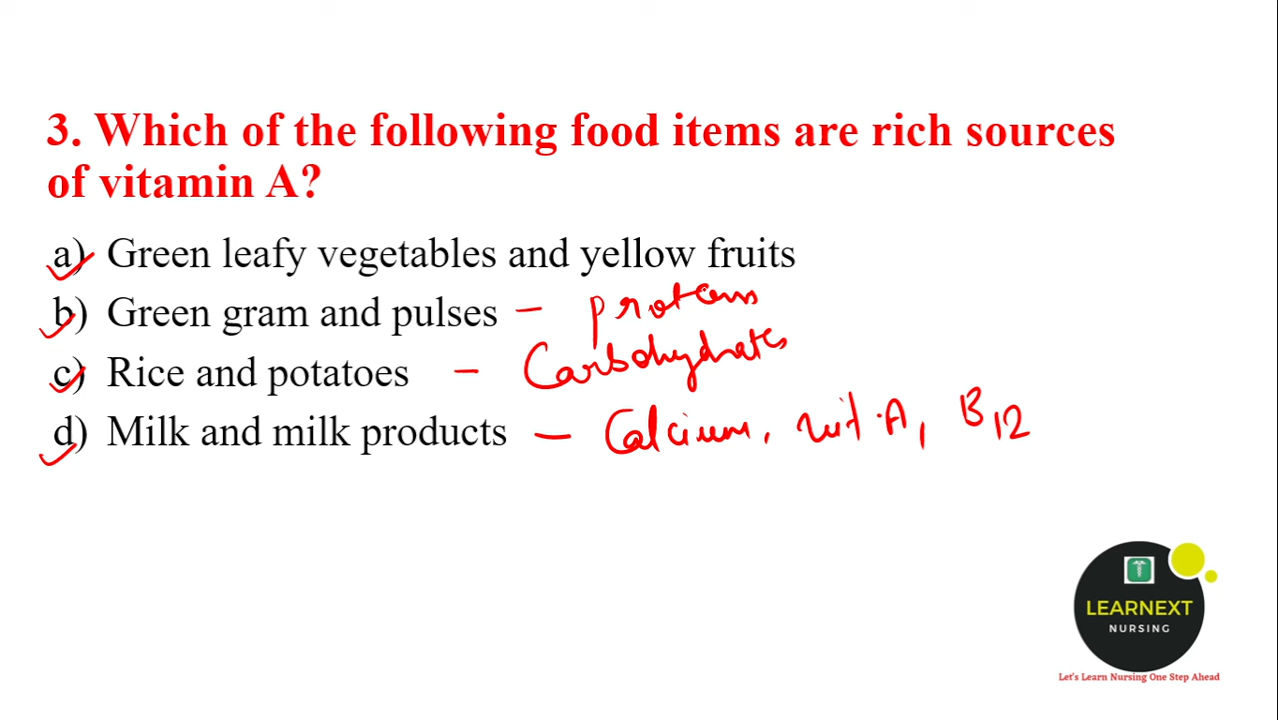 3. Which of the following food items are rich sources
of vitamin A?
a) Green leafy vegetables and yellow fruits
b) Green gram and pulses – proteins
c) Rice and potatoes – Carbohydrates
d) Milk and milk products – Calcium, vit. A, B12
LEARNEXT
NURSING
Let's Learn Nursing One Step Ahead